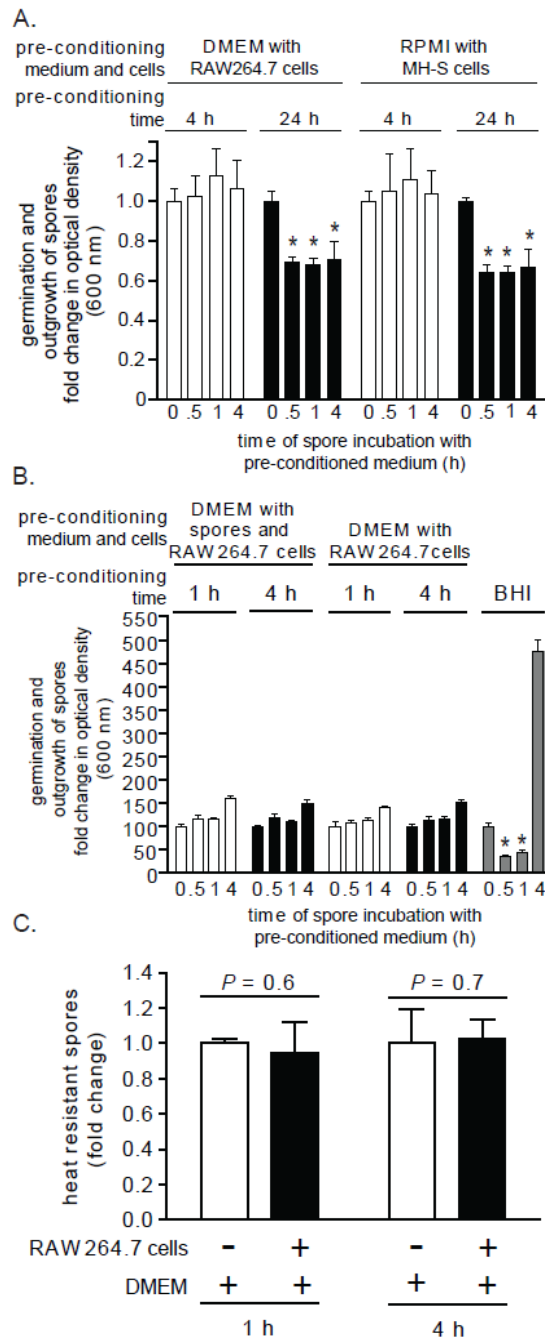 A.
pre-conditioning medium and cells
DMEM with RAW264.7 cells
RPMI with MH-S cells
pre-conditioning time
4 h 24 h 4 h 24 h
germination and outgrowth of spores fold change in optical density (600 nm)
1.2
1.0
0.8
0.6
0.4
0.2
0
* * * * * *
0 .5 1 4 0 .5 1 4 0 .5 1 4 0 .5 1 4
time of spore incubation with
pre-conditioned medium (h)
B.
pre-conditioning medium and cells
DMEM with spores and RAW 264.7 cells
DMEM with RAW 264.7 cells
pre-conditioning time
1 h 4 h 1 h 4 h BHI
germination and outgrowth of spores fold change in optical density (600 nm)
550
500
450
400
350
300
250
200
150
100
50
0
* *
0 .5 1 4 0 .5 1 4 0 .5 1 4 0 .5 1 4 0 .5 1 4
time of spore incubation with
pre-conditioned medium (h)
C.
heat resistant spores (fold change)
1.4
1.2
1.0
0.8
0.6
0.4
0.2
0.0
P = 0.6 P = 0.7
RAW 264.7 cells - + - +
DMEM + + + +
1 h 4 h